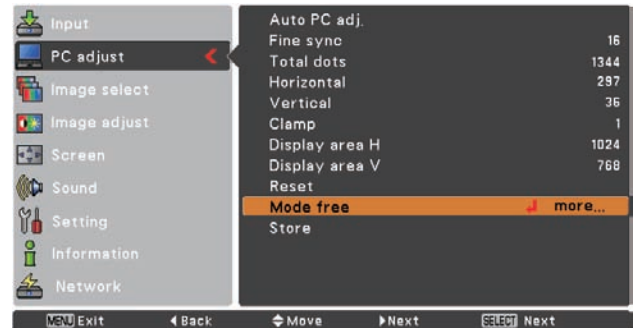 Input
PC adjust
Image select
Image adjust
Screen
Sound
Setting
Information
Network
Auto PC adj.
Fine sync 16
Total dots 1344
Horizontal 297
Vertical 36
Clamp 1
Display area H 1024
Display area V 768
Reset
Mode free more...
Store
MENU Exit Back Move Next SELECT Next